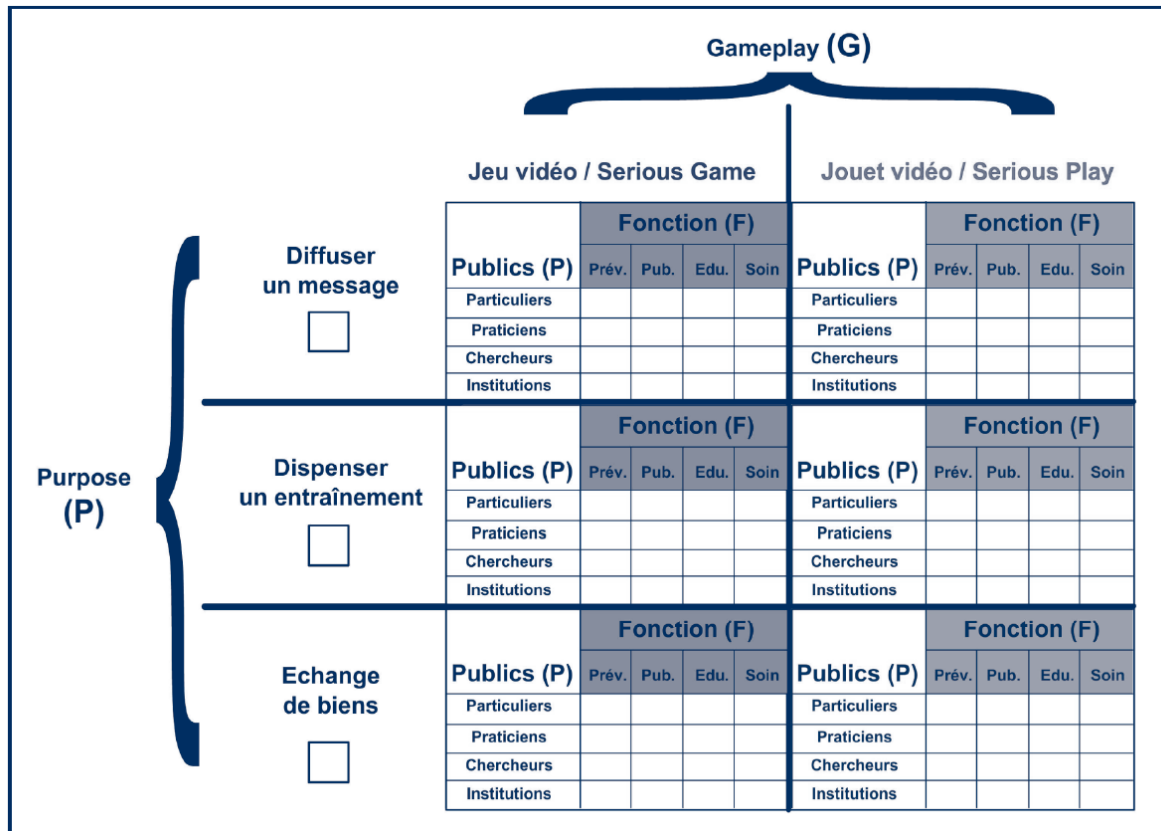 Gameplay (G)
Jeu vidéo / Serious Game Jouet vidéo / Serious Play
Purpose
(P)
Diffuser
un message
Fonction (F) Fonction (F)
Publics (P) Prév. Pub. Edu. Soin Publics (P) Prév. Pub. Edu. Soin
Particuliers Particuliers
Praticiens Praticiens
Chercheurs Chercheurs
Institutions Institutions
Dispenser
un entraînement
Fonction (F) Fonction (F)
Publics (P) Prév. Pub. Edu. Soin Publics (P) Prév. Pub. Edu. Soin
Particuliers Particuliers
Praticiens Praticiens
Chercheurs Chercheurs
Institutions Institutions
Echange
de biens
Fonction (F) Fonction (F)
Publics (P) Prév. Pub. Edu. Soin Publics (P) Prév. Pub. Edu. Soin
Particuliers Particuliers
Praticiens Praticiens
Chercheurs Chercheurs
Institutions Institutions